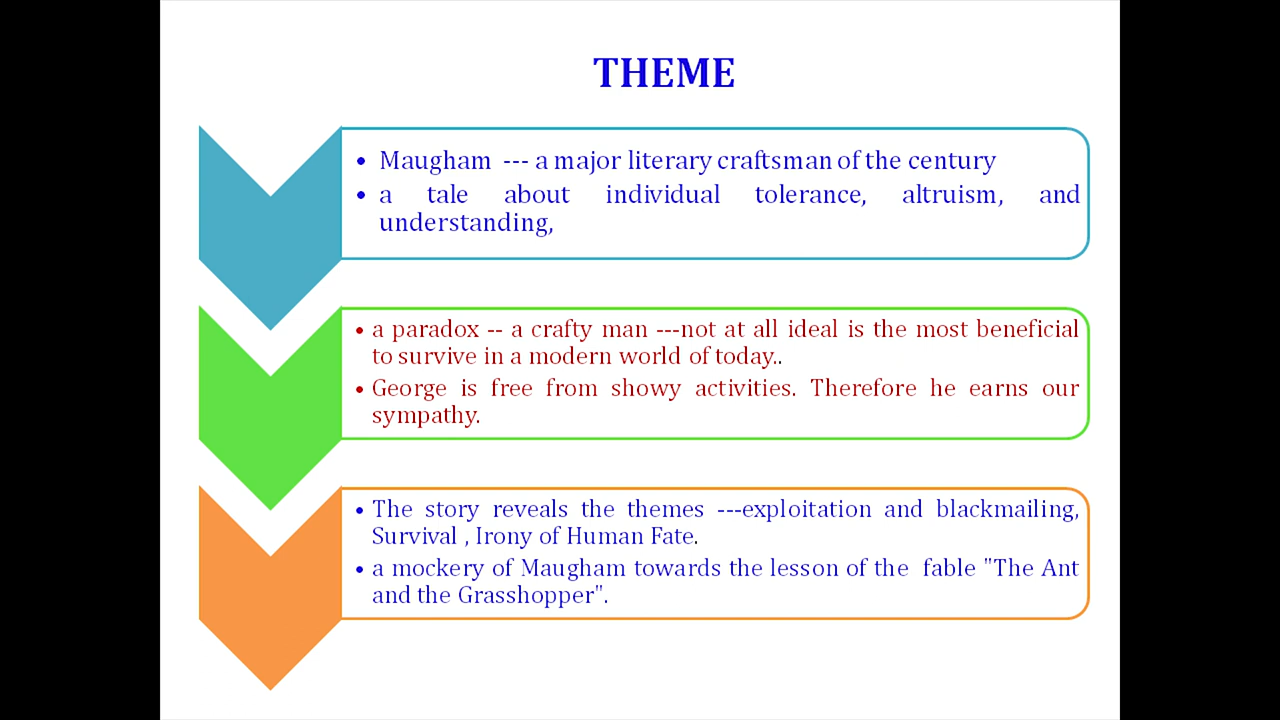 THEME
• Maugham --- a major literary craftsman of the century
• a tale about individual tolerance, altruism, and
understanding,
• a paradox -- a crafty man ---not at all ideal is the most beneficial
to survive in a modern world of today..
• George is free from showy activities. Therefore he earns our
sympathy.
• The story reveals the themes ---exploitation and blackmailing,
Survival , Irony of Human Fate.
• a mockery of Maugham towards the lesson of the fable "The Ant
and the Grasshopper".